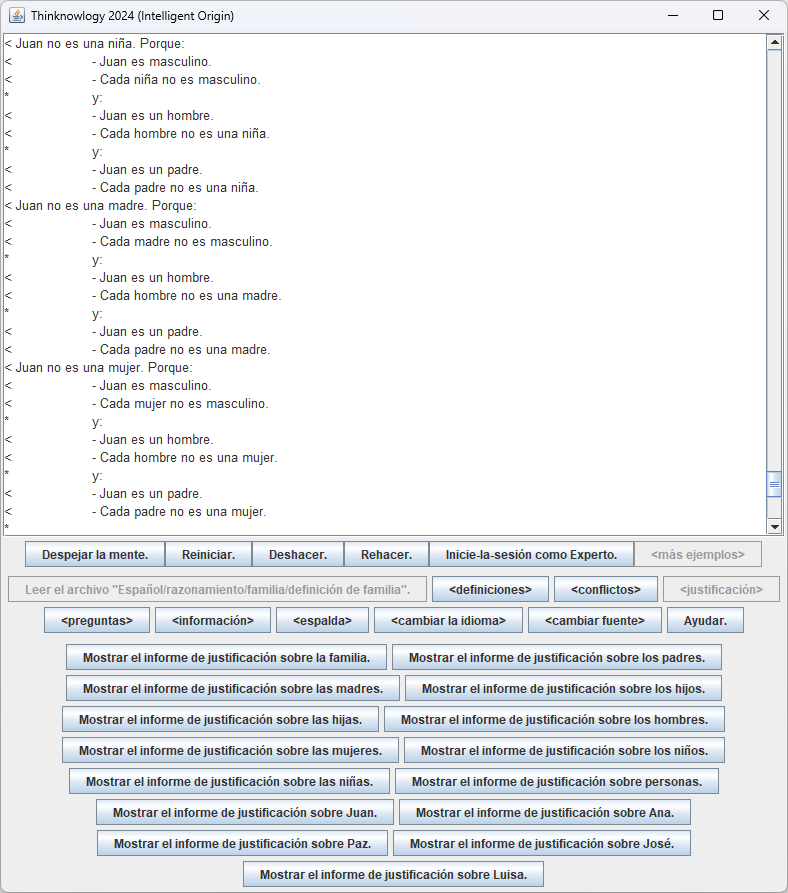 Thinknowlogy 2024 (Intelligent Origin)
< Juan no es una niña. Porque:
< - Juan es masculino.
< - Cada niña no es masculino.
* y:
< - Juan es un hombre.
< - Cada hombre no es una niña.
* y:
< - Juan es un padre.
< - Cada padre no es una niña.
< Juan no es una madre. Porque:
< - Juan es masculino.
< - Cada madre no es masculino.
* y:
< - Juan es un hombre.
< - Cada hombre no es una madre.
* y:
< - Juan es un padre.
< - Cada padre no es una madre.
< Juan no es una mujer. Porque:
< - Juan es masculino.
< - Cada mujer no es masculino.
* y:
< - Juan es un hombre.
< - Cada hombre no es una mujer.
* y:
< - Juan es un padre.
< - Cada padre no es una mujer.
*
Despejar la mente. Reiniciar. Deshacer. Rehacer. Inicie-la-sesión como Experto. <más ejemplos>
Leer el archivo "Español/razonamiento/familia/definición de familia". <definiciones> <conflictos> <justificación>
<preguntas> <información> <espalda> <cambiar la idioma> <cambiar fuente> Ayudar.
Mostrar el informe de justificación sobre la familia. Mostrar el informe de justificación sobre los padres.
Mostrar el informe de justificación sobre las madres. Mostrar el informe de justificación sobre los hijos.
Mostrar el informe de justificación sobre las hijas. Mostrar el informe de justificación sobre los hombres.
Mostrar el informe de justificación sobre las mujeres. Mostrar el informe de justificación sobre los niños.
Mostrar el informe de justificación sobre las niñas. Mostrar el informe de justificación sobre personas.
Mostrar el informe de justificación sobre Juan. Mostrar el informe de justificación sobre Ana.
Mostrar el informe de justificación sobre Paz. Mostrar el informe de justificación sobre José.
Mostrar el informe de justificación sobre Luisa.